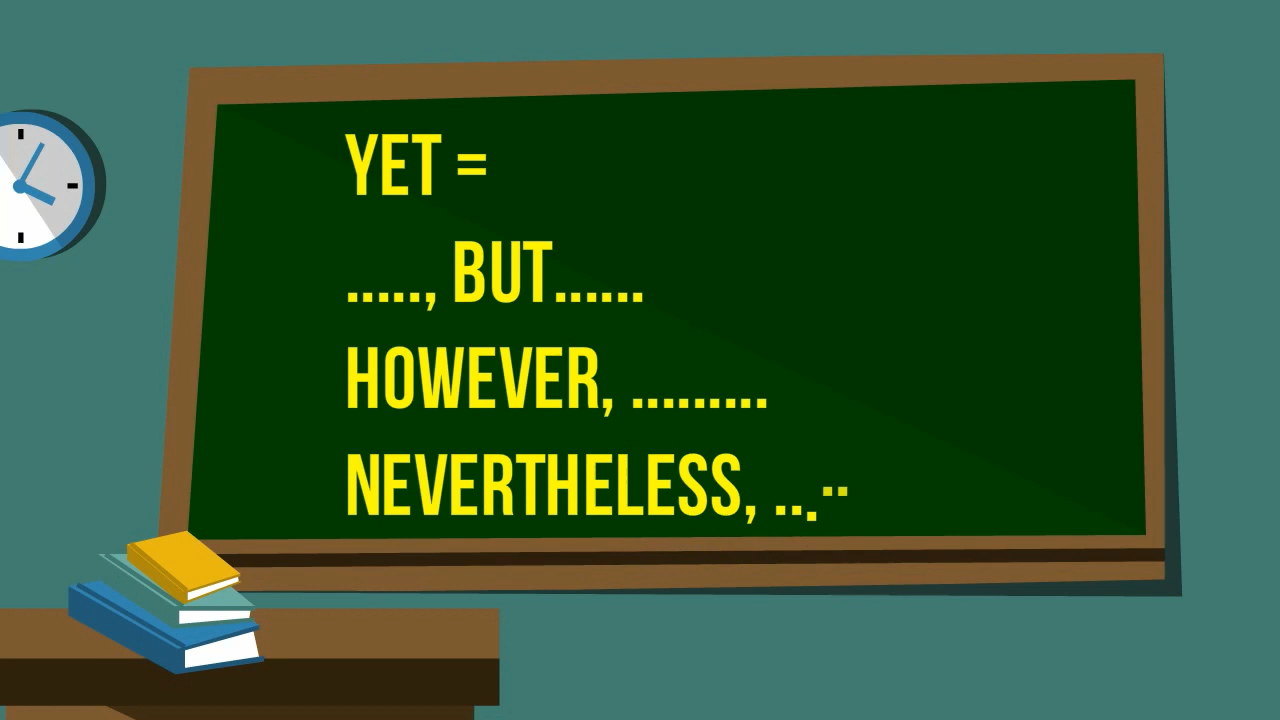 YET =
....., BUT......
HOWEVER, .........
NEVERTHELESS, .....